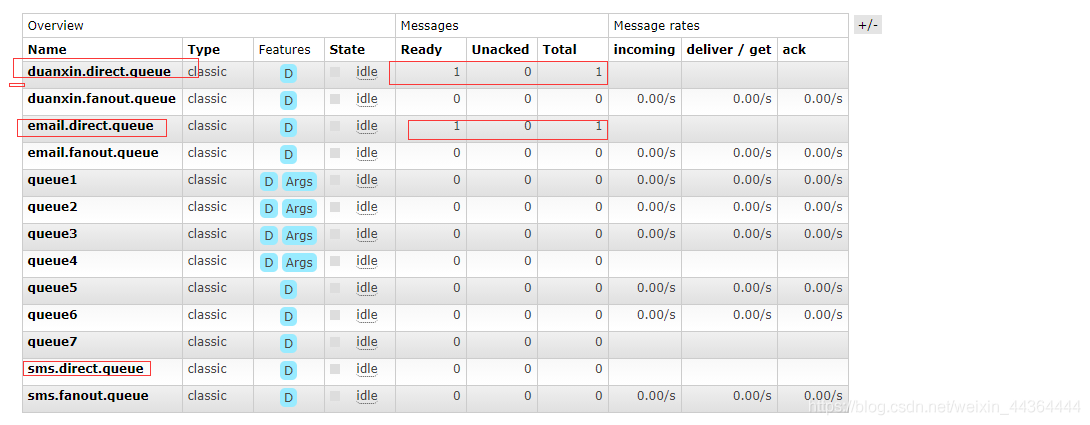 Overview Messages Message rates +/-
Name Type Features State Ready Unacked Total incoming deliver / get ack
duanxin.direct.queue classic D idle 1 0 1
duanxin.fanout.queue classic D idle 0 0 0 0.00/s 0.00/s 0.00/s
email.direct.queue classic D idle 1 0 1
email.fanout.queue classic D idle 0 0 0 0.00/s 0.00/s 0.00/s
queue1 classic D Args idle 0 0 0 0.00/s 0.00/s 0.00/s
queue2 classic D Args idle 0 0 0 0.00/s 0.00/s 0.00/s
queue3 classic D Args idle 0 0 0 0.00/s 0.00/s 0.00/s
queue4 classic D Args idle 0 0 0
queue5 classic D idle 0 0 0 0.00/s 0.00/s 0.00/s
queue6 classic D idle 0 0 0 0.00/s 0.00/s 0.00/s
queue7 classic D idle 0 0 0
sms.direct.queue classic D idle 0 0 0
sms.fanout.queue classic D idle 0 0 0 0.00/s 0.00/s 0.00/s
https://blog.csdn.net/weixin_44364444